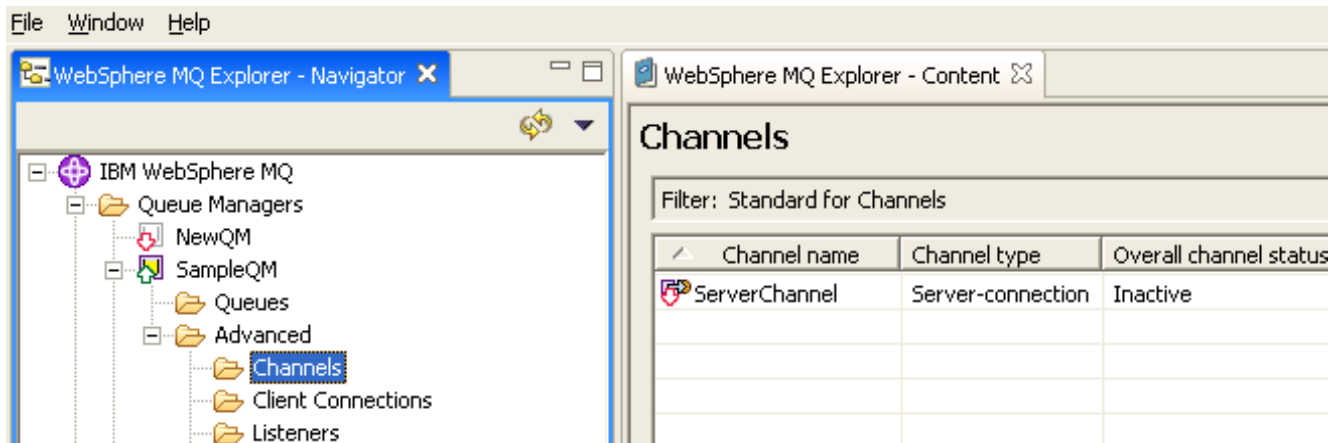 File Window Help
WebSphere MQ Explorer - Navigator
IBM WebSphere MQ
Queue Managers
NewQM
SampleQM
Queues
Advanced
Channels
Client Connections
Listeners
WebSphere MQ Explorer - Content
Channels
Filter: Standard for Channels
Channel name Channel type Overall channel status
ServerChannel Server-connection Inactive